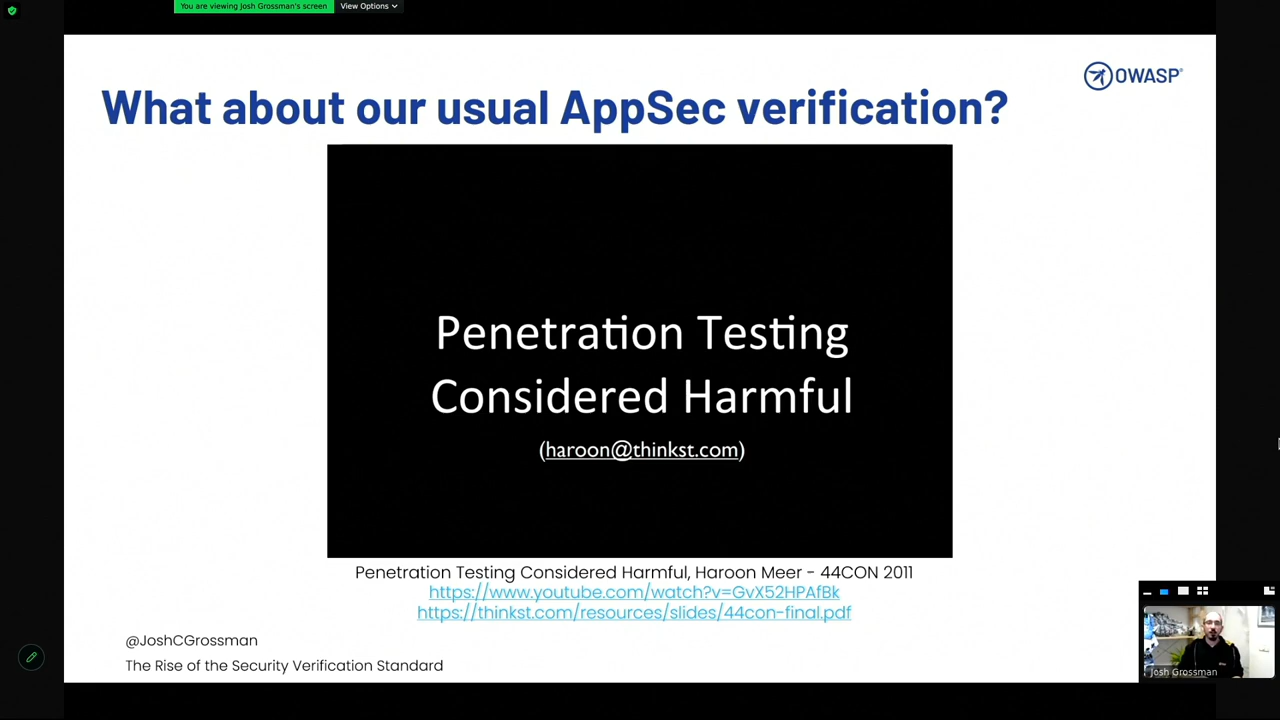 You are viewing Josh Grossman's screen
View Options
OWASP
What about our usual AppSec verification?
Penetration Testing
Considered Harmful
(haroon@thinkst.com)
Penetration Testing Considered Harmful, Haroon Meer - 44CON 2011
https://www.youtube.com/watch?v=GvX52HPAfBk
https://thinkst.com/resources/slides/44con-final.pdf
@JoshCGrossman
The Rise of the Security Verification Standard
Josh Grossman